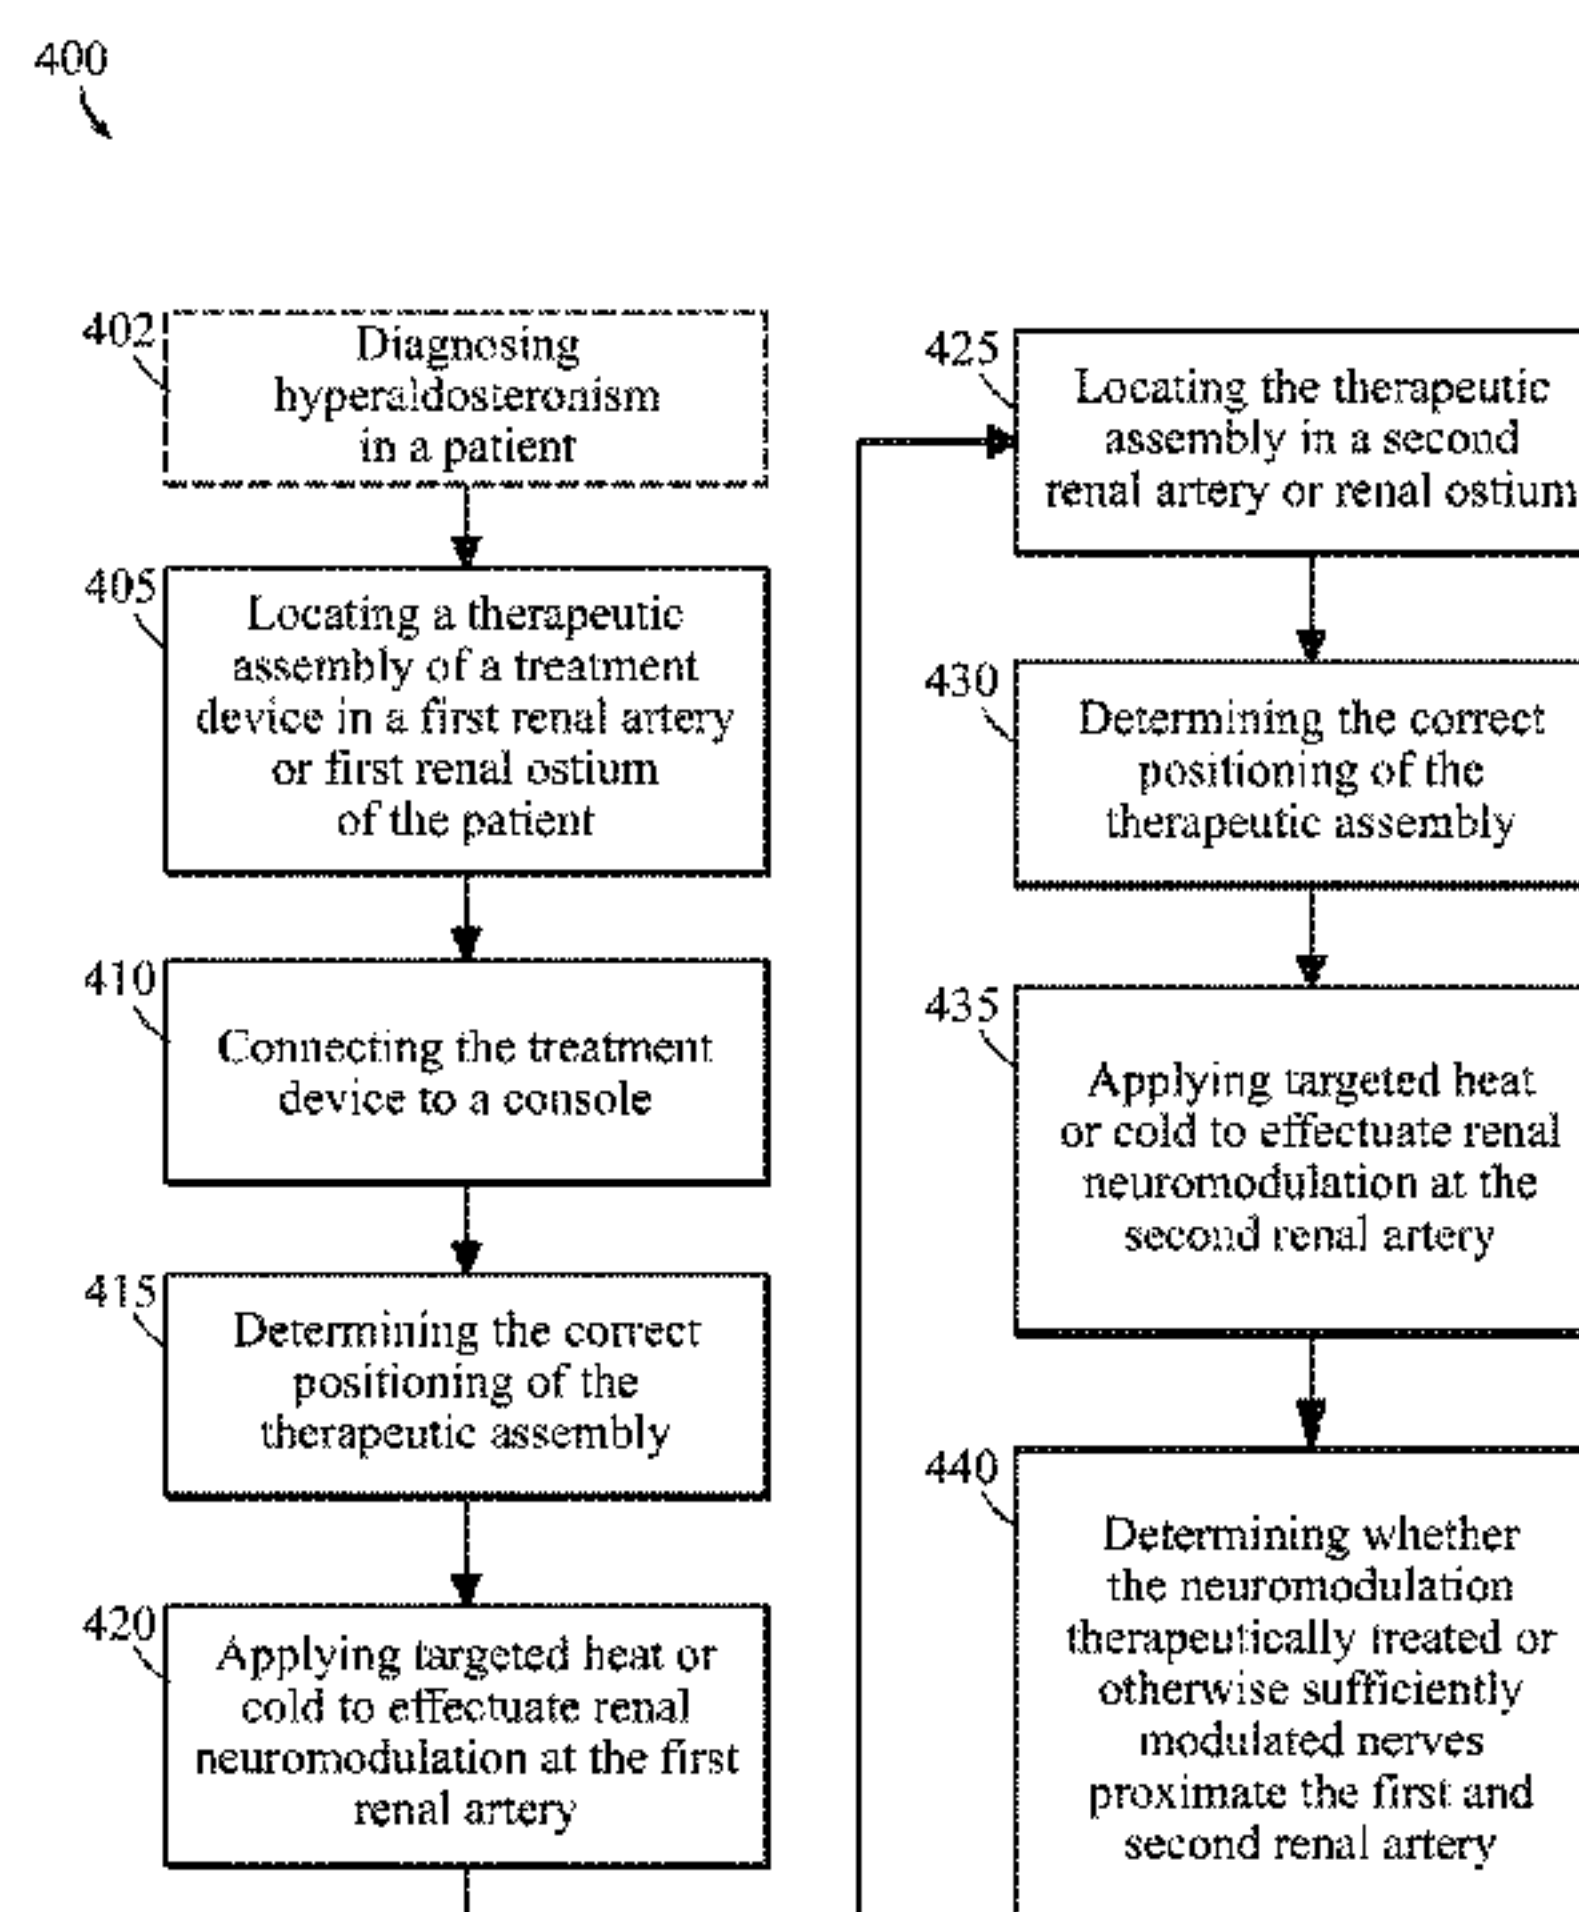 400
402
Diagnosing
hyperaldosteronism
in a patient
405
Locating a therapeutic
assembly of a treatment
device in a first renal artery
or first renal ostium
of the patient
410
Connecting the treatment
device to a console
415
Determining the correct
positioning of the
therapeutic assembly
420
Applying targeted heat or
cold to effectuate renal
neuromodulation at the first
renal artery
425
Locating the therapeutic
assembly in a second
renal artery or renal ostium
430
Determining the correct
positioning of the
therapeutic assembly
435
Applying targeted heat
or cold to effectuate renal
neuromodulation at the
second renal artery
440
Determining whether
the neuromodulation
therapeutically treated or
otherwise sufficiently
modulated nerves
proximate the first and
second renal artery